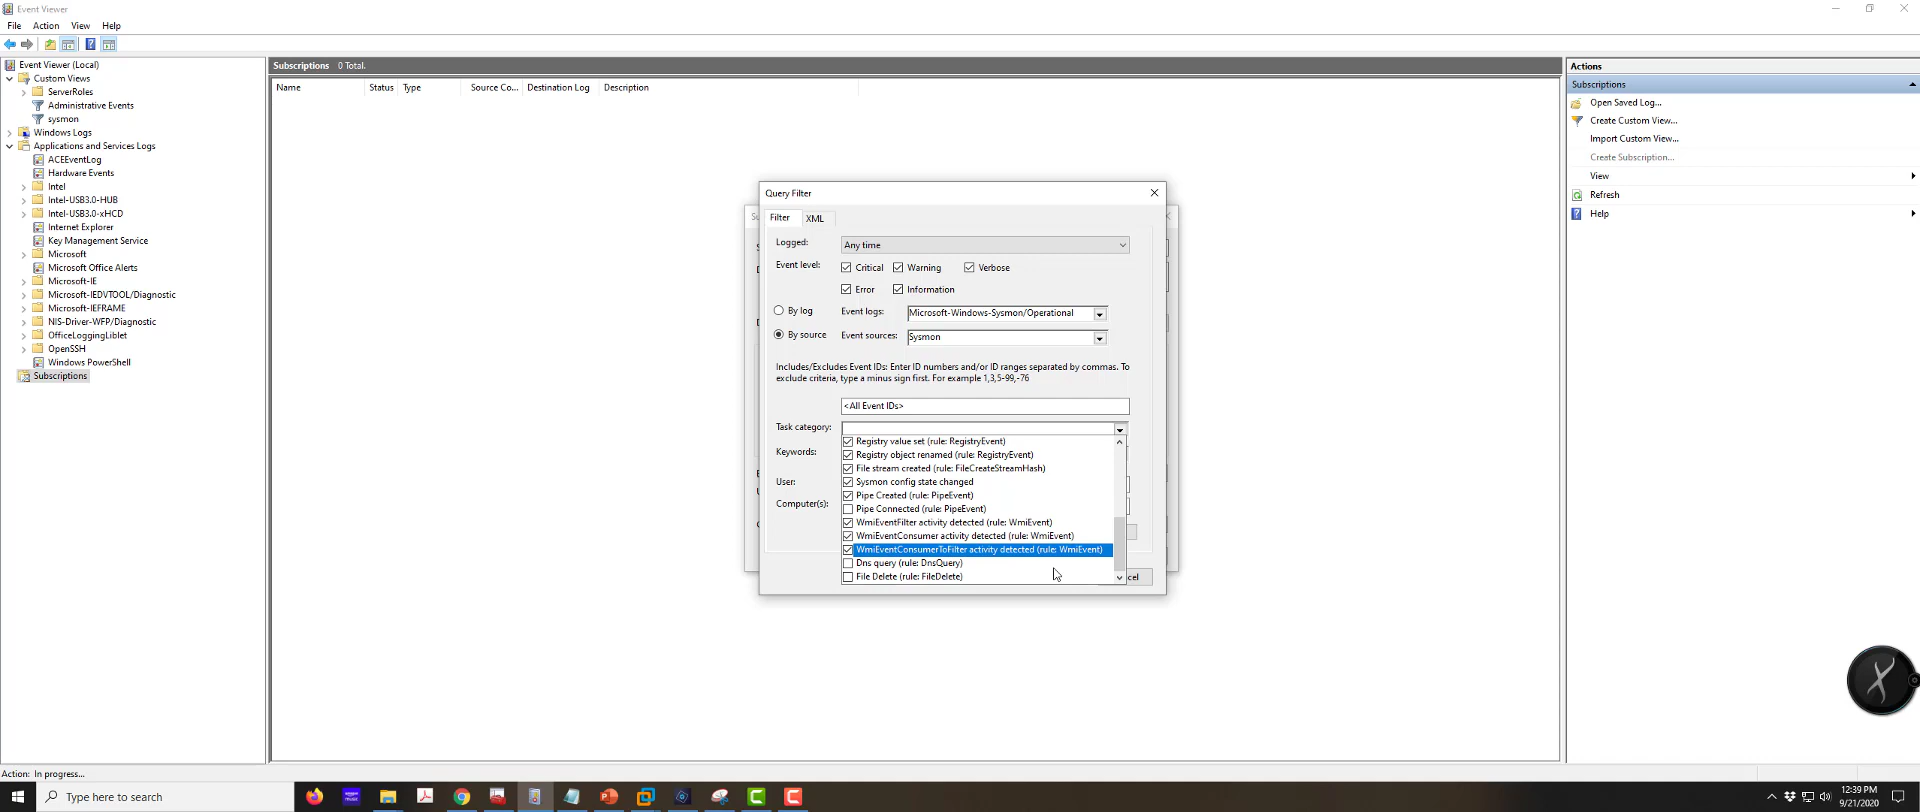 Event Viewer
File Action View Help
Event Viewer (Local)
Custom Views
ServerRoles
Administrative Events
sysmon
Windows Logs
Applications and Services Logs
ACEEventLog
Hardware Events
Intel
Intel-USB3.0-HUB
Intel-USB3.0-xHCD
Internet Explorer
Key Management Service
Microsoft
Microsoft Office Alerts
Microsoft-IE
Microsoft-IEDVTOOL/Diagnostic
Microsoft-IEFRAME
NIS-Driver-WFP/Diagnostic
OfficeLoggingLiblet
OpenSSH
Windows PowerShell
Subscriptions
Subscriptions 0 Total.
Name Status Type Source Co... Destination Log Description
Query Filter
Filter XML
Logged: Any time
Event level: Critical Warning Verbose
Error Information
By log Event logs: Microsoft-Windows-Sysmon/Operational
By source Event sources: Sysmon
Includes/Excludes Event IDs: Enter ID numbers and/or ID ranges separated by commas. To
exclude criteria, type a minus sign first. For example 1,3,5-99,-76
<All Event IDs>
Task category:
Keywords:
User:
Computer(s):
Registry value set (rule: RegistryEvent)
Registry object renamed (rule: RegistryEvent)
File stream created (rule: FileCreateStreamHash)
Sysmon config state changed
Pipe Created (rule: PipeEvent)
Pipe Connected (rule: PipeEvent)
WmiEventFilter activity detected (rule: WmiEvent)
WmiEventConsumer activity detected (rule: WmiEvent)
WmiEventConsumerToFilter activity detected (rule: WmiEvent)
Dns query (rule: DnsQuery)
File Delete (rule: FileDelete)
Actions
Subscriptions
Open Saved Log...
Create Custom View...
Import Custom View...
Create Subscription...
View
Refresh
Help
Action: In progress...
Type here to search
12:39 PM
9/21/2020